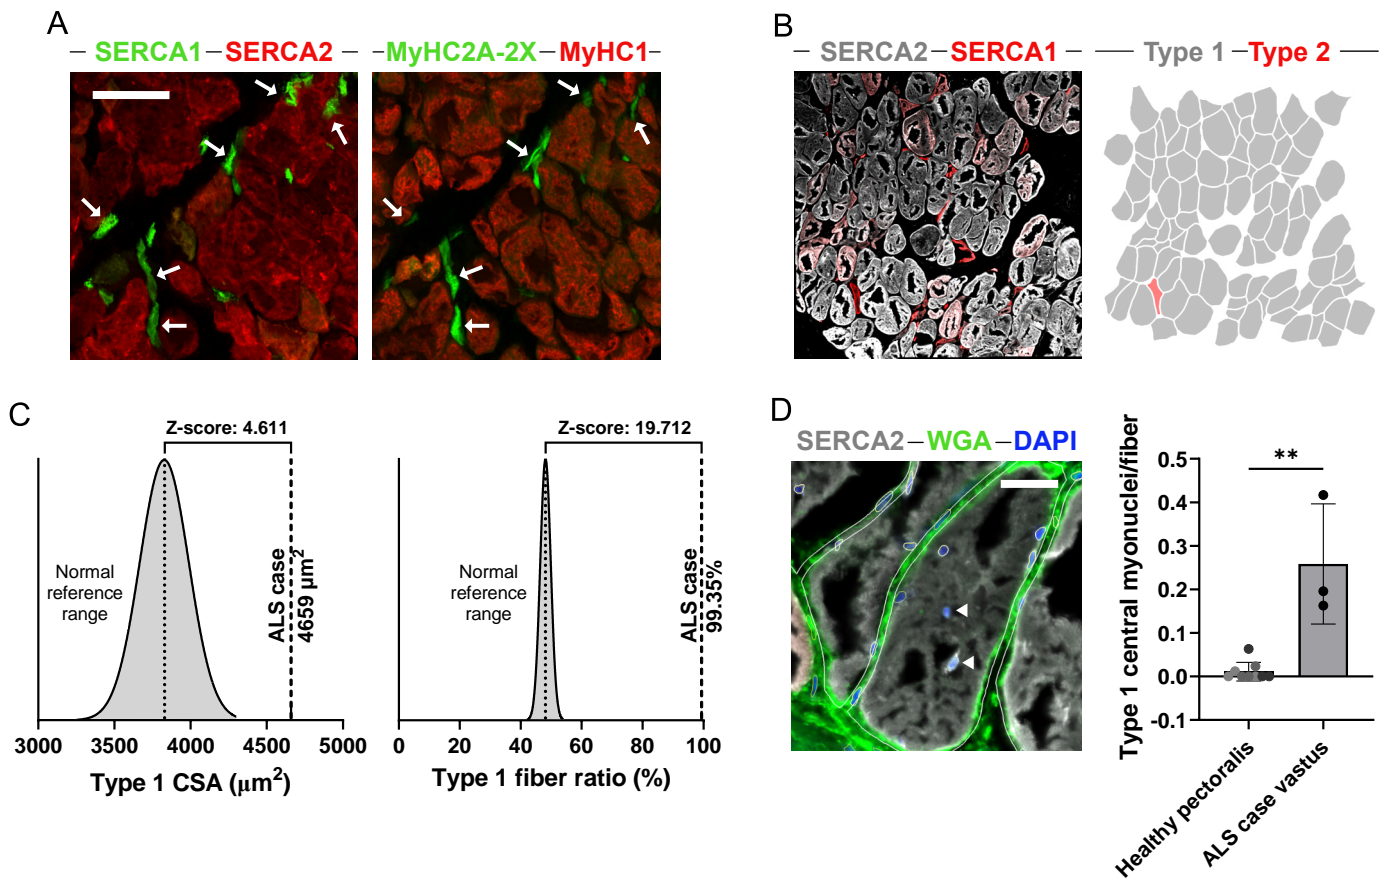 A
SERCA1 SERCA2
MyHC2A-2X MyHC1
B
SERCA2 SERCA1
Type 1 Type 2
C
Z-score: 4.611
Normal
reference
range
ALS case
4659 µm²
3000 3500 4000 4500 5000
Type 1 CSA (µm²)
Z-score: 19.712
Normal
reference
range
ALS case
99.35%
0 20 40 60 80 100
Type 1 fiber ratio (%)
D
SERCA2 WGA DAPI
Type 1 central myonuclei/fiber
0.5
0.4
0.3
0.2
0.1
0.0
-0.1
**
Healthy pectoralis
ALS case vastus